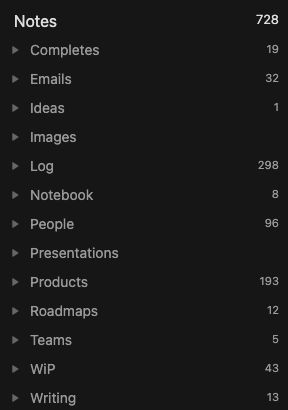 Notes 728
Completes 19
Emails 32
Ideas 1
Images
Log 298
Notebook 8
People 96
Presentations
Products 193
Roadmaps 12
Teams 5
WiP 43
Writing 13